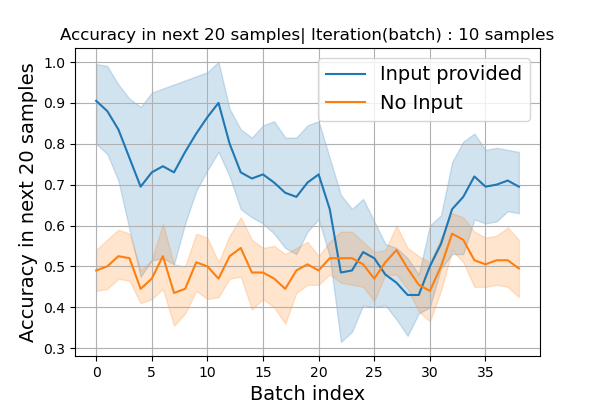 Accuracy in next 20 samples| Iteration(batch) : 10 samples
Accuracy in next 20 samples
1.0
0.9
0.8
0.7
0.6
0.5
0.4
0.3
Input provided
No Input
0 5 10 15 20 25 30 35
Batch index